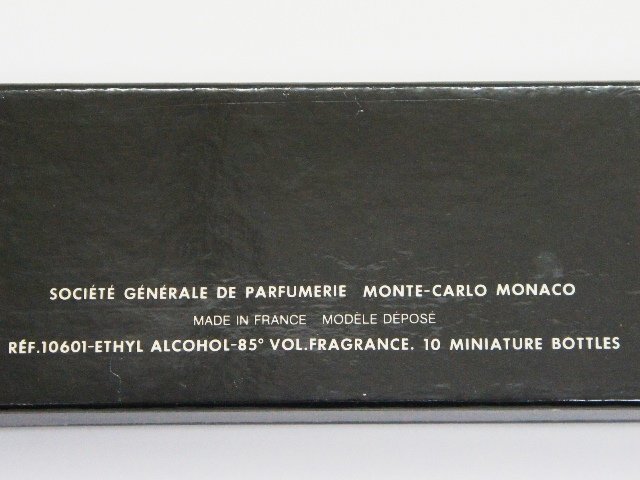 SOCIÉTÉ GÉNÉRALE DE PARFUMERIE MONTE-CARLO MONACO
MADE IN FRANCE MODÈLE DÉPOSÉ
RÉF.10601-ETHYL ALCOHOL-85° VOL.FRAGRANCE. 10 MINIATURE BOTTLES